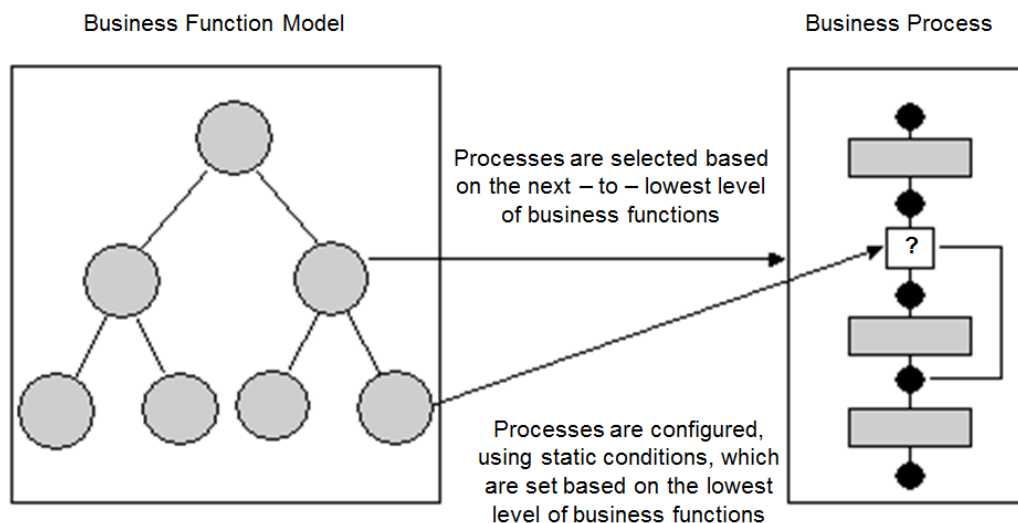 Business Function Model
Business Process
Processes are selected based
on the next – to – lowest level
of business functions
?
Processes are configured,
using static conditions, which
are set based on the lowest
level of business functions